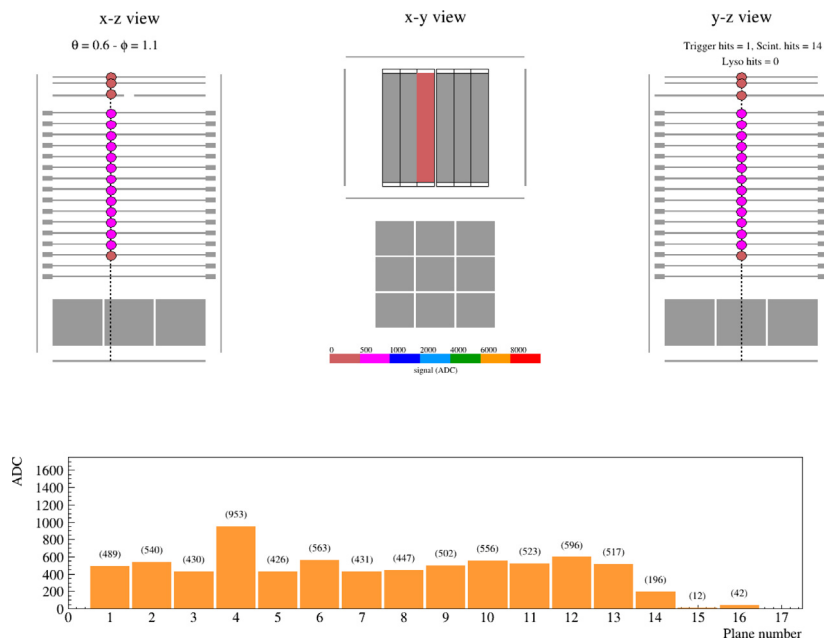 x-z view
x-y view
y-z view
θ = 0.6 - ϕ = 1.1
Trigger hits = 1, Scint. hits = 14
Lyso hits = 0
0 500 1000 2000 4000 6000 8000
signal (ADC)
ADC
1600
1400
1200
1000
800
600
400
200
0
(489) (540) (430) (953) (426) (563) (431) (447) (502) (556) (523) (596) (517) (196) (12) (42)
0 1 2 3 4 5 6 7 8 9 10 11 12 13 14 15 16 17
Plane number